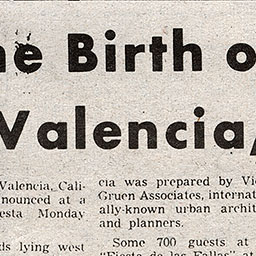 he Birth o
Valencia,
Valencia, Cali-
nounced at a
esta Monday
ds lying west
cia was prepared by Vic
Gruen Associates, internat
ally-known urban archit
and planners.
Some 700 guests at
"Fiesta de las Fallas" at